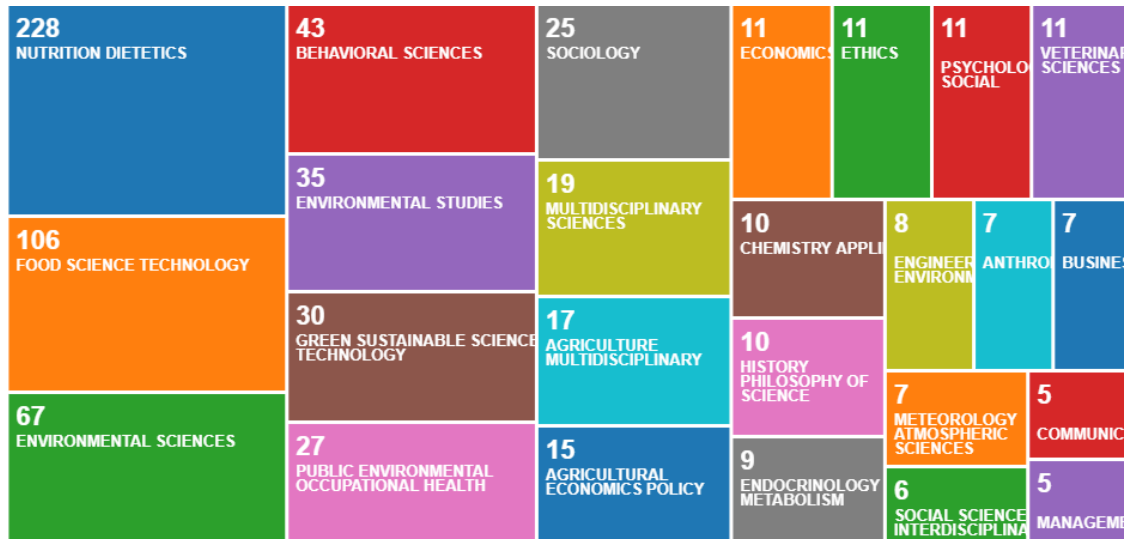 228
NUTRITION DIETETICS
106
FOOD SCIENCE TECHNOLOGY
67
ENVIRONMENTAL SCIENCES
43
BEHAVIORAL SCIENCES
35
ENVIRONMENTAL STUDIES
30
GREEN SUSTAINABLE SCIENCE
TECHNOLOGY
27
PUBLIC ENVIRONMENTAL
OCCUPATIONAL HEALTH
25
SOCIOLOGY
19
MULTIDISCIPLINARY
SCIENCES
17
AGRICULTURE
MULTIDISCIPLINARY
15
AGRICULTURAL
ECONOMICS POLICY
11
ECONOMICS
11
ETHICS
11
PSYCHOLO
SOCIAL
11
VETERINAR
SCIENCES
10
CHEMISTRY APPLI
10
HISTORY
PHILOSOPHY OF
SCIENCE
9
ENDOCRINOLOGY
METABOLISM
8
ENGINEER
ENVIRONM
7
ANTHRO
7
BUSINES
7
METEOROLOGY
ATMOSPHERIC
SCIENCES
6
SOCIAL SCIENCE
INTERDISCIPLINA
5
COMMUNIC
5
MANAGEME